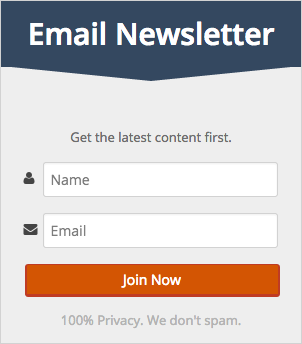 Email Newsletter
Get the latest content first.
Name
Email
Join Now
100% Privacy. We don't spam.